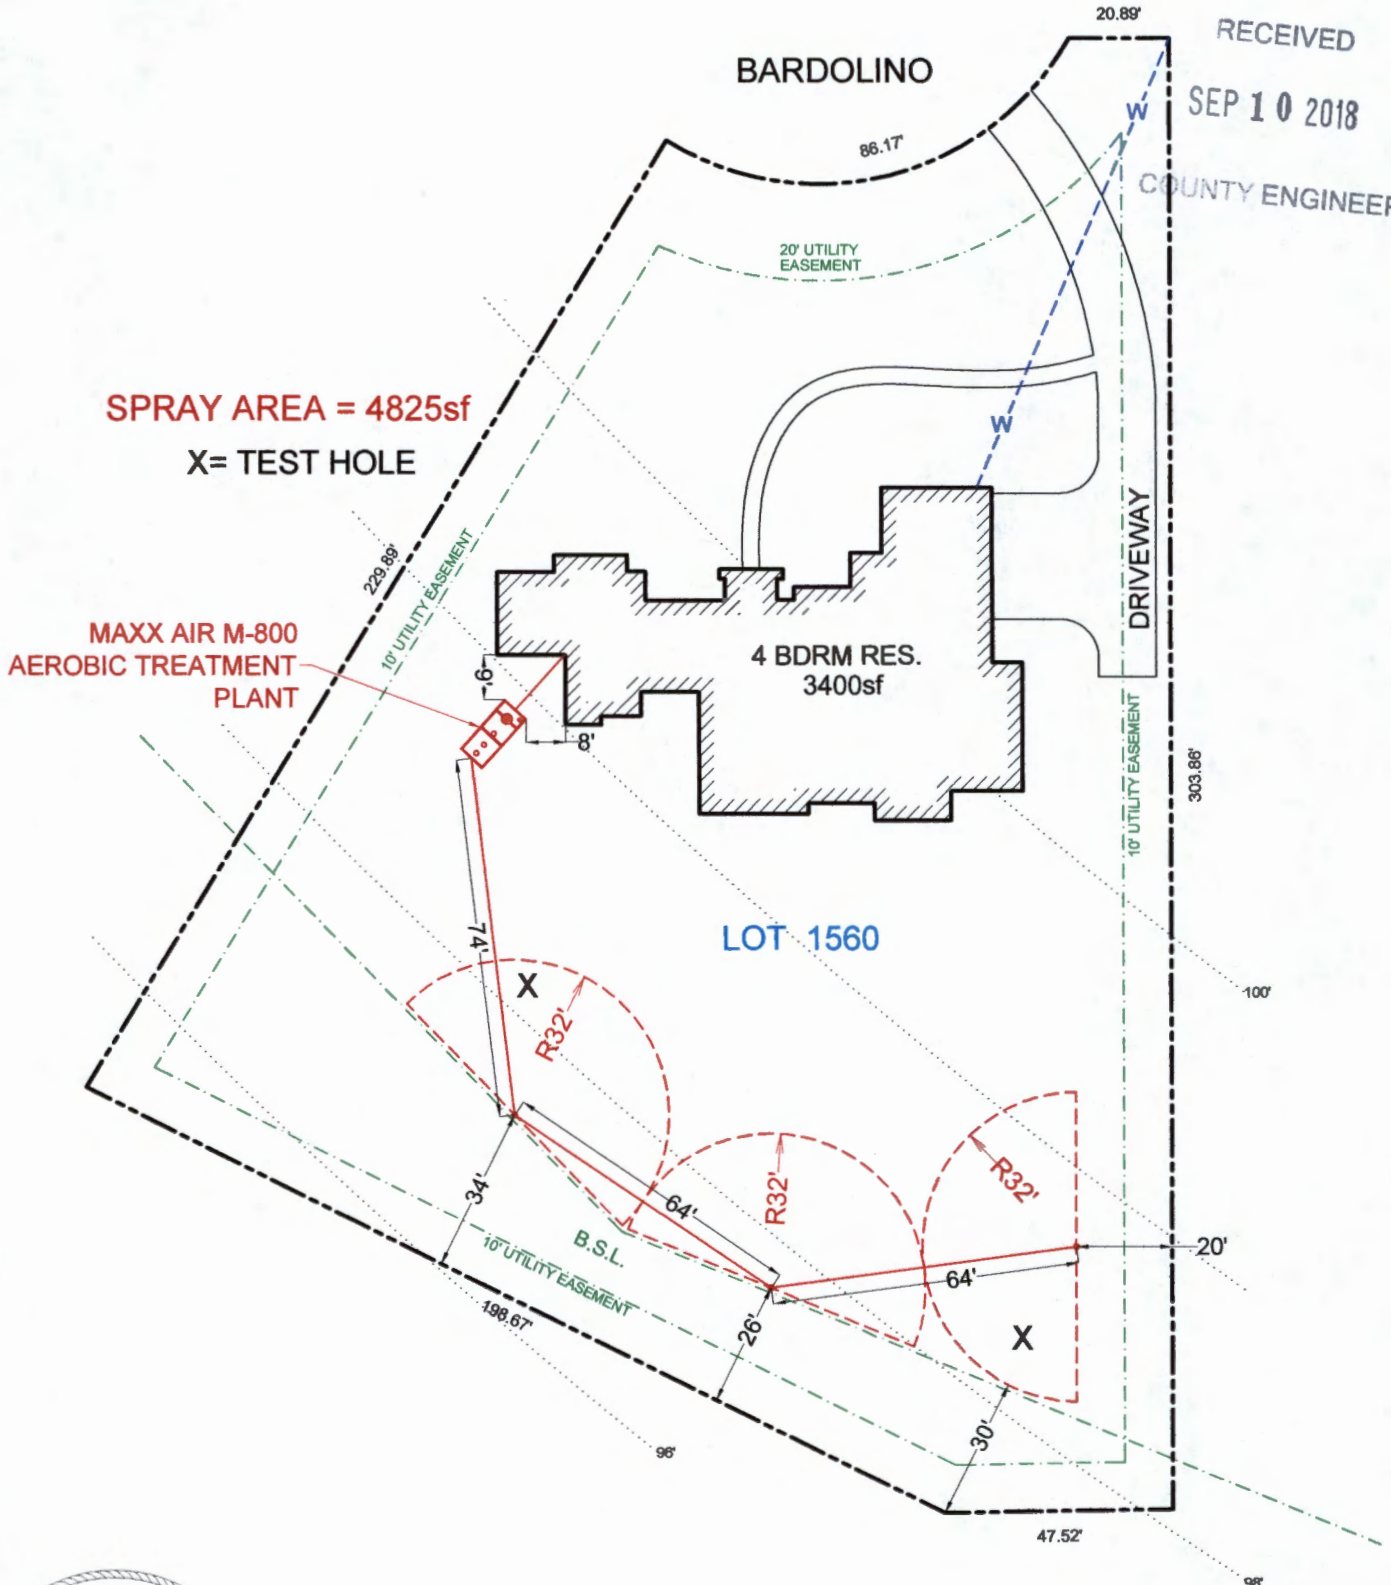 20.89'
RECEIVED
BARDOLINO
SEP 10 2018
W
86.17'
COUNTY ENGINEER
20' UTILITY
EASEMENT
SPRAY AREA = 4825sf
W
X= TEST HOLE
229.89'
10' UTILITY EASEMENT
DRIVEWAY
MAXX AIR M-800
AEROBIC TREATMENT
PLANT
4 BDRM RES.
3400sf
9'
8'
10' UTILITY EASEMENT
303.86'
74'
LOT 1560
X
100'
R32'
R32'
R32'
34'
64'
B.S.L.
20'
10' UTILITY EASEMENT
64'
198.67'
26'
X
30'
96'
47.52'
98'